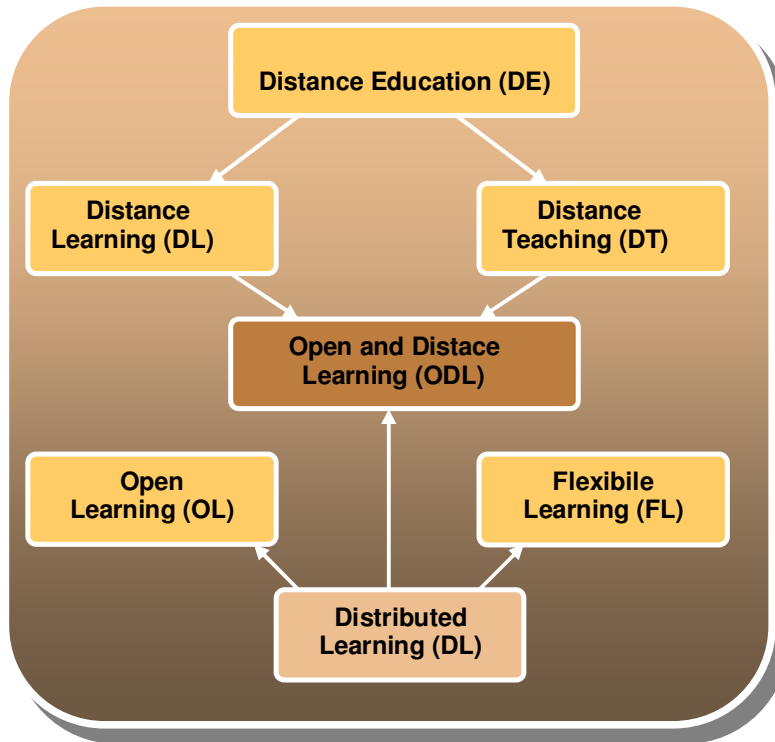 Distance Education (DE)
Distance
Learning (DL)
Distance
Teaching (DT)
Open and Distace
Learning (ODL)
Open
Learning (OL)
Flexibile
Learning (FL)
Distributed
Learning (DL)